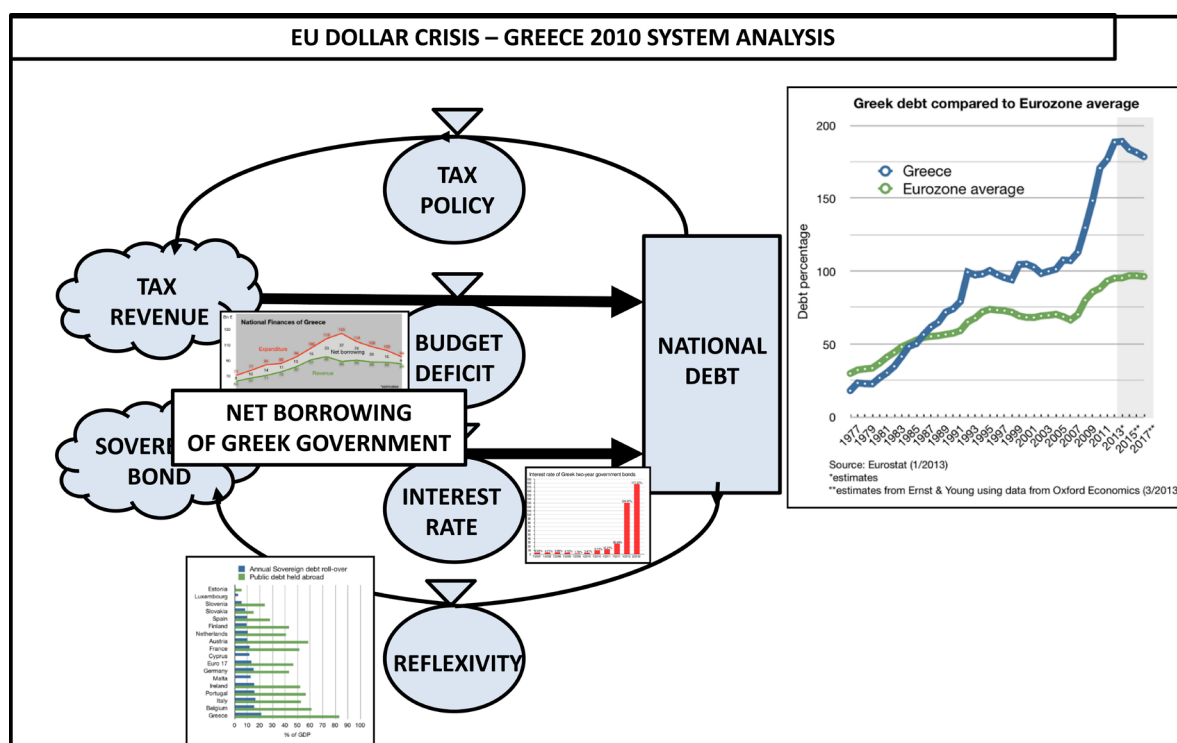 EU DOLLAR CRISIS – GREECE 2010 SYSTEM ANALYSIS
TAX
POLICY
TAX
REVENUE
BUDGET
DEFICIT
NATIONAL
DEBT
National Finances of Greece
Expenditure
Net borrowing
Revenue
*estimates
NET BORROWING
OF GREEK GOVERNMENT
BOND
INTEREST
RATE
Interest rate of Greek two-year government bonds
REFLEXIVITY
Annual Sovereign debt roll-over
Public debt held abroad
Estonia
Luxembourg
Slovenia
Slovakia
Spain
Finland
Netherlands
Austria
France
Cyprus
Euro 17
Germany
Malta
Ireland
Portugal
Italy
Belgium
Greece
0 10 20 30 40 50 60 70 80 90 100
% of GDP
Greek debt compared to Eurozone average
Greece
Eurozone average
Debt percentage
200
150
100
50
0
1977 1979 1981 1983 1985 1987 1989 1991 1993 1995 1997 1999 2001 2003 2005 2007 2009 2011 2013* 2015** 2017**
Source: Eurostat (1/2013)
*estimates
**estimates from Ernst & Young using data from Oxford Economics (3/2013